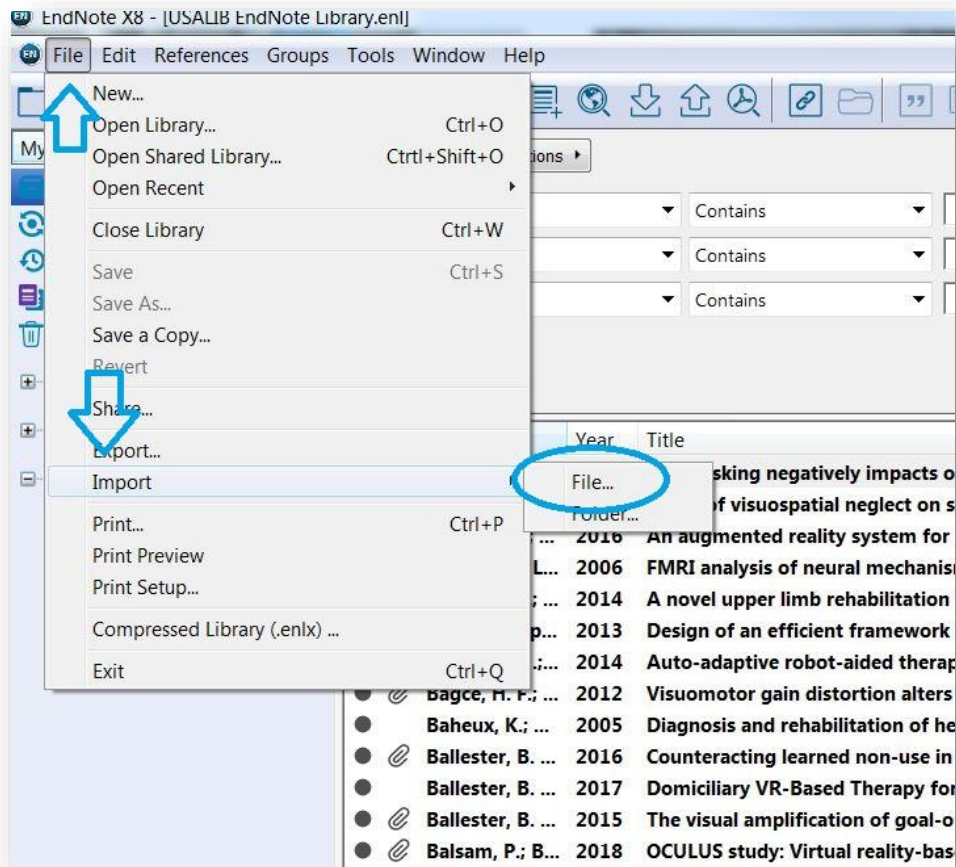 EndNote X8 - [USALIB EndNote Library.enl]
File Edit References Groups Tools Window Help
New...
Open Library... Ctrl+O
My
Open Shared Library... Ctrtl+Shift+O
ions
Open Recent
Contains
Close Library Ctrl+W
Contains
Save Ctrl+S
Save As...
Contains
Save a Copy...
Revert
Share...
Export...
Year Title
Import
File...
sking negatively impacts o
Folder...
of visuospatial neglect on s
Print... Ctrl+P
; ... 2016 An augmented reality system for
Print Preview
L... 2006 FMRI analysis of neural mechanis
Print Setup...
; ... 2014 A novel upper limb rehabilitation
Compressed Library (.enlx) ...
p... 2013 Design of an efficient framework
Exit Ctrl+Q
.;... 2014 Auto-adaptive robot-aided therap
Bagce, H. F.; ... 2012 Visuomotor gain distortion alters
Baheux, K.; ... 2005 Diagnosis and rehabilitation of he
Ballester, B. ... 2016 Counteracting learned non-use in
Ballester, B. ... 2017 Domiciliary VR-Based Therapy for
Ballester, B. ... 2015 The visual amplification of goal-o
Balsam, P.; B... 2018 OCULUS study: Virtual reality-bas